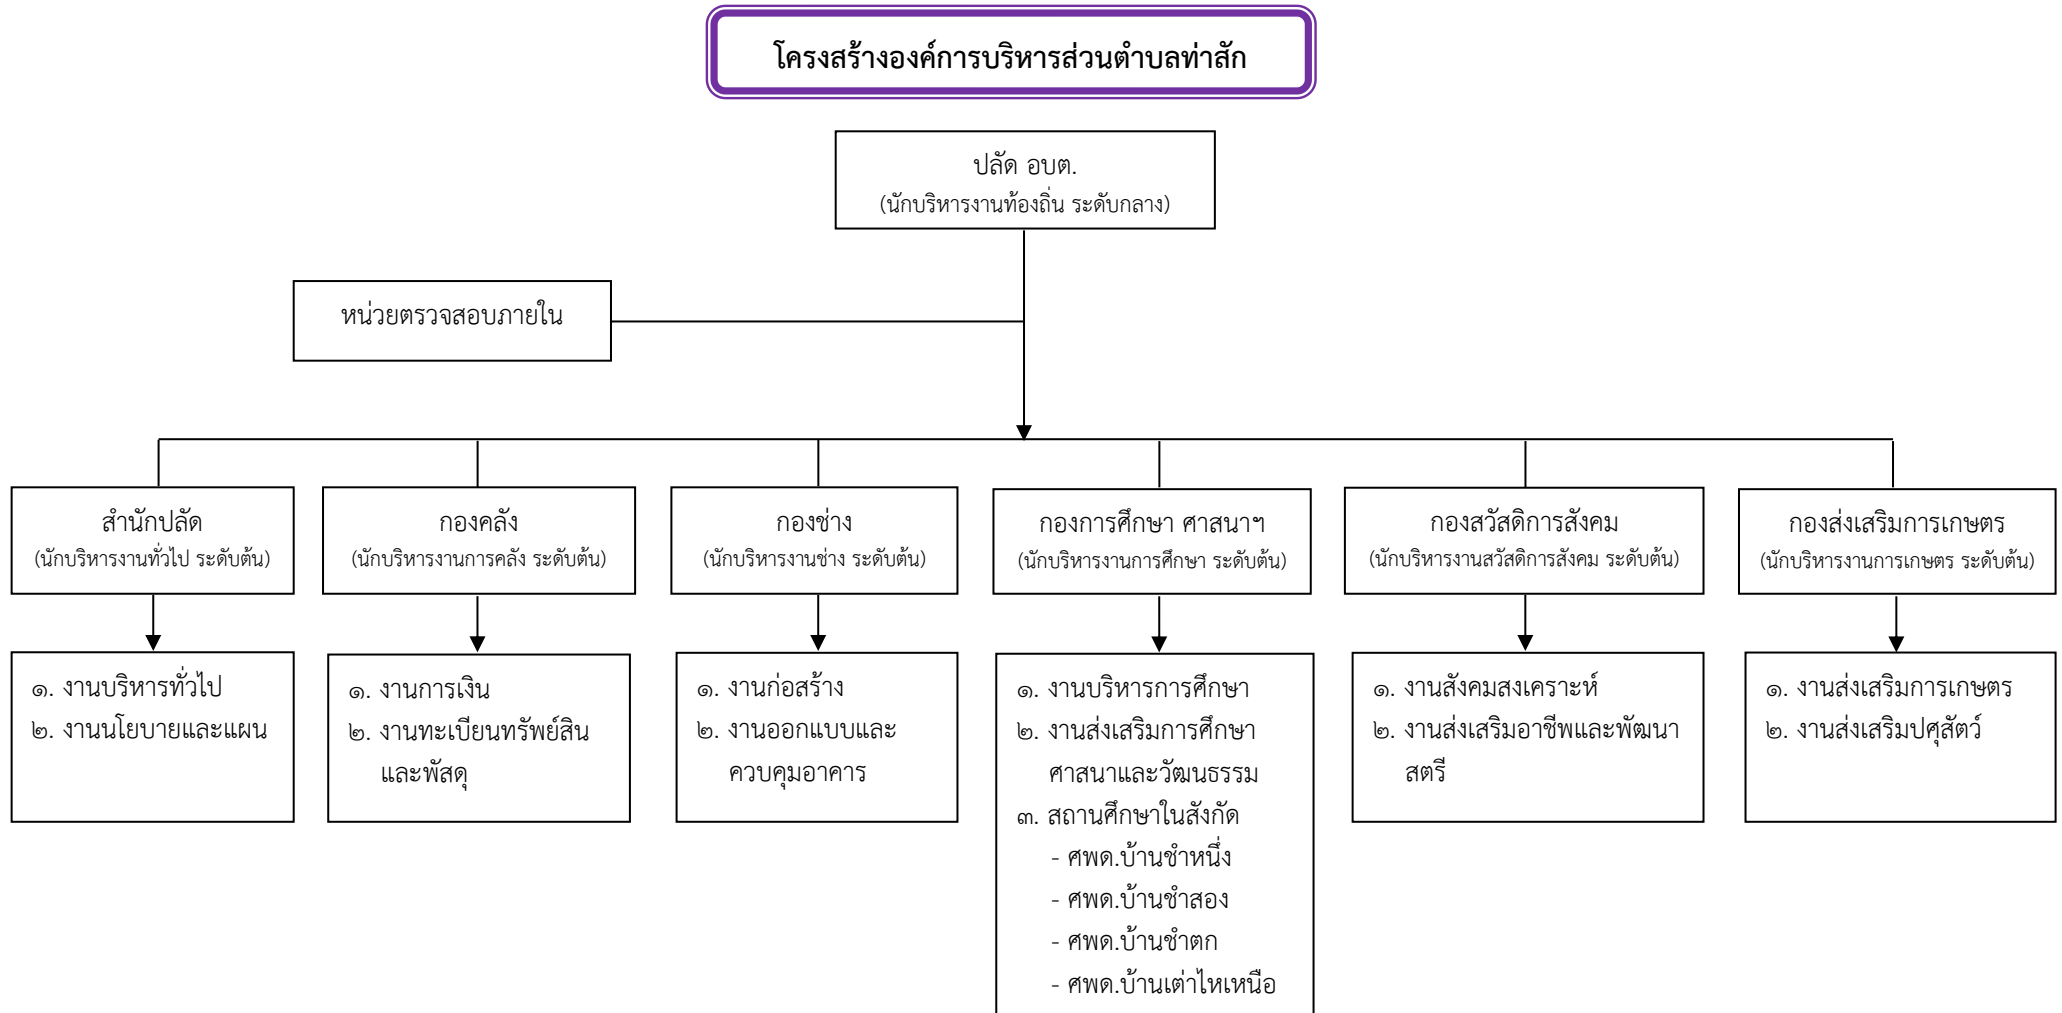 โครงสร้างองค์การบริหารส่วนตำบลท่าสัก
ปลัด อบต.
(นักบริหารงานท้องถิ่น ระดับกลาง)
หน่วยตรวจสอบภายใน
สำนักปลัด
(นักบริหารงานทั่วไป ระดับต้น)
กองคลัง
(นักบริหารงานการคลัง ระดับต้น)
กองช่าง
(นักบริหารงานช่าง ระดับต้น)
กองการศึกษา ศาสนาฯ
(นักบริหารงานการศึกษา ระดับต้น)
กองสวัสดิการสังคม
(นักบริหารงานสวัสดิการสังคม ระดับต้น)
กองส่งเสริมการเกษตร
(นักบริหารงานการเกษตร ระดับต้น)
๑. งานบริหารทั่วไป
๒. งานนโยบายและแผน
๑. งานการเงิน
๒. งานทะเบียนทรัพย์สิน
และพัสดุ
๑. งานก่อสร้าง
๒. งานออกแบบและ
ควบคุมอาคาร
๑. งานบริหารการศึกษา
๒. งานส่งเสริมการศึกษา
ศาสนาและวัฒนธรรม
๓. สถานศึกษาในสังกัด
- ศพด.บ้านชำหนึ่ง
- ศพด.บ้านชำสอง
- ศพด.บ้านชำตก
- ศพด.บ้านเต่าไหเหนือ
๑. งานสังคมสงเคราะห์
๒. งานส่งเสริมอาชีพและพัฒนา
สตรี
๑. งานส่งเสริมการเกษตร
๒. งานส่งเสริมปศุสัตว์